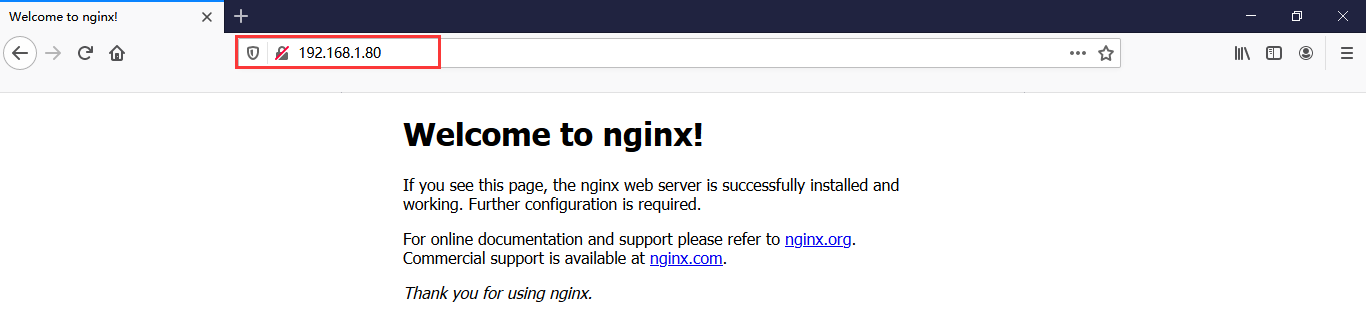 Welcome to nginx!
192.168.1.80
Welcome to nginx!
If you see this page, the nginx web server is successfully installed and
working. Further configuration is required.
For online documentation and support please refer to nginx.org.
Commercial support is available at nginx.com.
Thank you for using nginx.